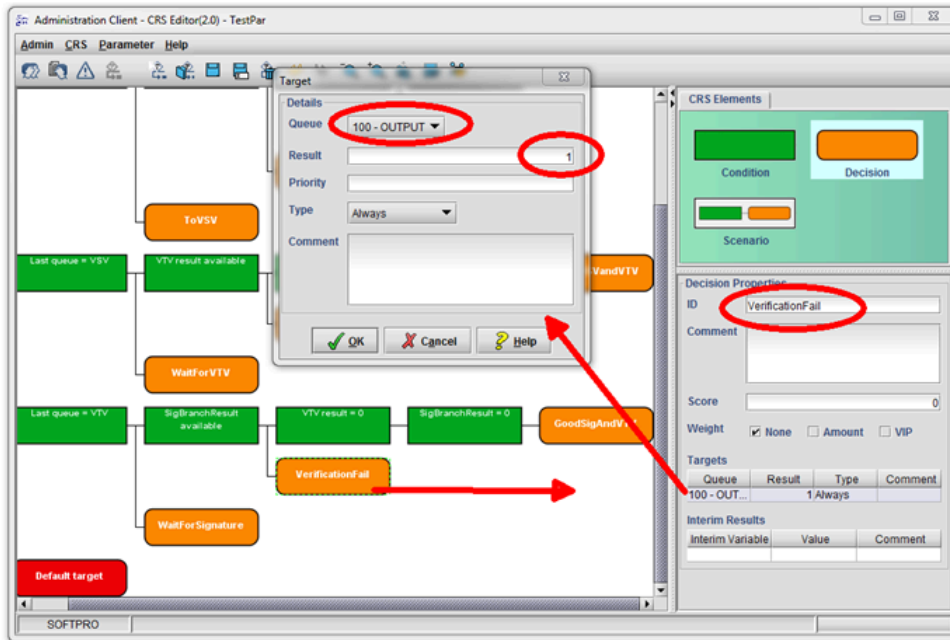 Administration Client - CRS Editor(2.0) - TestPar
Admin CRS Parameter Help
Target
Details
Queue
100 - OUTPUT
Result
1
Priority
Type
Always
Comment
OK
Cancel
Help
ToVSV
Last queue = VSV
VTV result available
VandVTV
WaitForVTV
Last queue = VTV
SigBranchResult
available
VTV result = 0
SigBranchResult = 0
GoodSigAndVTV
VerificationFail
WaitForSignature
Default target
CRS Elements
Condition
Decision
Scenario
Decision Properties
ID
VerificationFail
Comment
Score
0
Weight
None
Amount
VIP
Targets
Queue Result Type Comment
100 - OUT... 1 Always
Interim Results
Interim Variable Value Comment
SOFTPRO